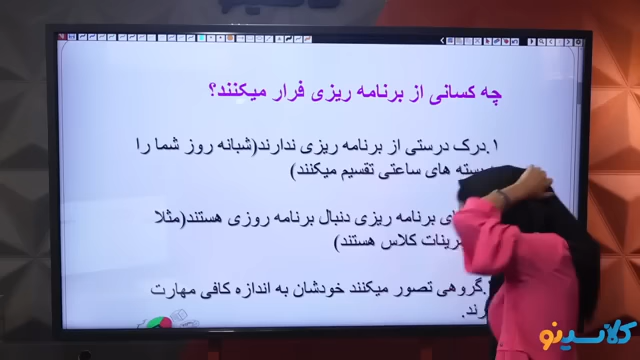 چه کسانی از برنامه ریزی فرار میکنند؟
۱.درک درستی از برنامه ریزی ندارند(شبانه روز شما را
بسته های ساعتی تقسیم میکنند)
برنامه ریزی دنبال برنامه روزی هستند(مثلا
کلاس هستند)
.گروهی تصور میکنند خودشان به اندازه کافی مهارت
کلاسینو